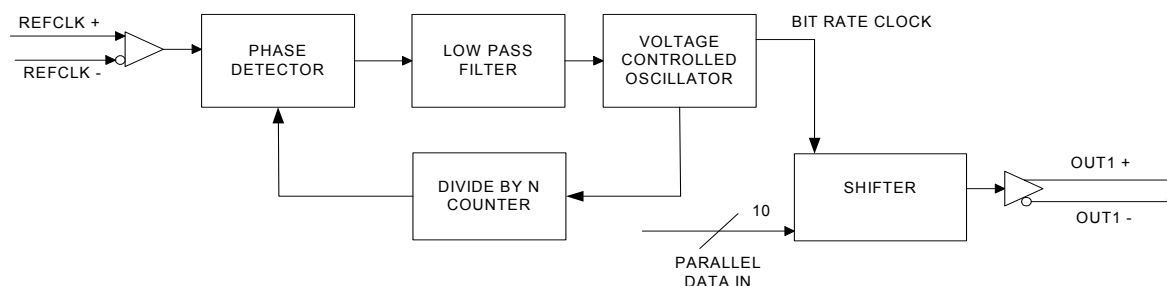 REFCLK +
REFCLK -
PHASE
DETECTOR
LOW PASS
FILTER
VOLTAGE
CONTROLLED
OSCILLATOR
BIT RATE CLOCK
DIVIDE BY N
COUNTER
10
PARALLEL
DATA IN
SHIFTER
OUT1 +
OUT1 -